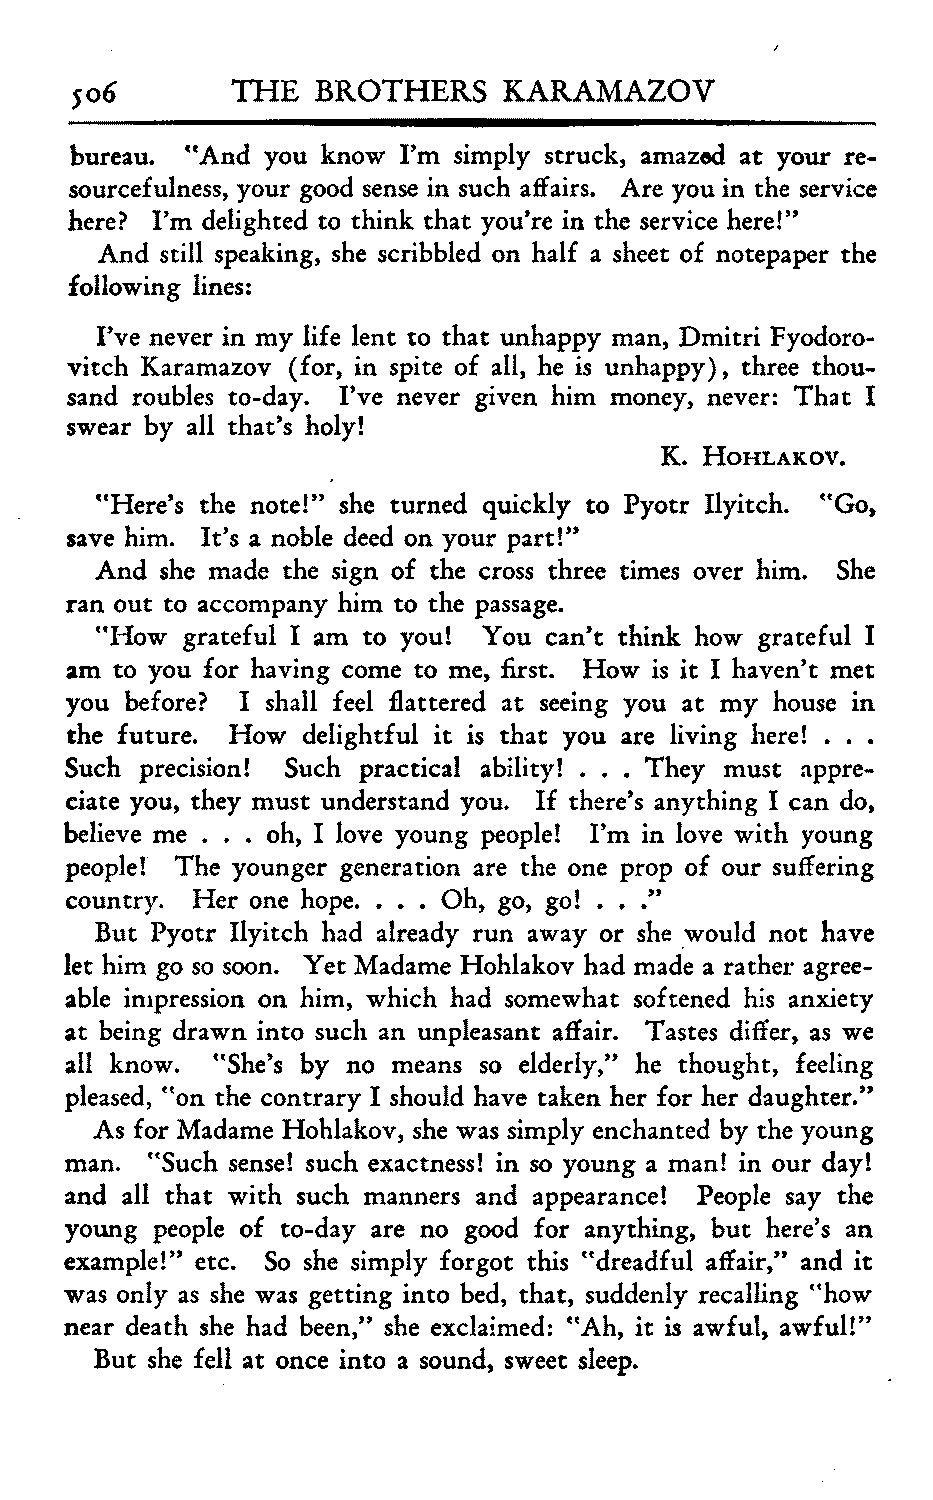 506 THE BROTHERS KARAMAZOV
bureau. "And you know I'm simply struck, amazed at your re-
sourcefulness, your good sense in such affairs. Are you in the service
here? I'm delighted to think that you're in the service here!"
And still speaking, she scribbled on half a sheet of notepaper the
following lines:
I've never in my life lent to that unhappy man, Dmitri Fyodoro-
vitch Karamazov (for, in spite of all, he is unhappy), three thou-
sand roubles to-day. I've never given him money, never: That I
swear by all that's holy!
K. HOHLAKOV.
"Here's the note!" she turned quickly to Pyotr Ilyitch. "Go,
save him. It's a noble deed on your part!"
And she made the sign of the cross three times over him. She
ran out to accompany him to the passage.
"How grateful I am to you! You can't think how grateful I
am to you for having come to me, first. How is it I haven't met
you before? I shall feel flattered at seeing you at my house in
the future. How delightful it is that you are living here! . . .
Such precision! Such practical ability! . . . They must appre-
ciate you, they must understand you. If there's anything I can do,
believe me . . . oh, I love young people! I'm in love with young
people! The younger generation are the one prop of our suffering
country. Her one hope. . . . Oh, go, go! . . ."
But Pyotr Ilyitch had already run away or she would not have
let him go so soon. Yet Madame Hohlakov had made a rather agree-
able impression on him, which had somewhat softened his anxiety
at being drawn into such an unpleasant affair. Tastes differ, as we
all know. "She's by no means so elderly," he thought, feeling
pleased, "on the contrary I should have taken her for her daughter."
As for Madame Hohlakov, she was simply enchanted by the young
man. "Such sense! such exactness! in so young a man! in our day!
and all that with such manners and appearance! People say the
young people of to-day are no good for anything, but here's an
example!" etc. So she simply forgot this "dreadful affair," and it
was only as she was getting into bed, that, suddenly recalling "how
near death she had been," she exclaimed: "Ah, it is awful, awful!"
But she fell at once into a sound, sweet sleep.